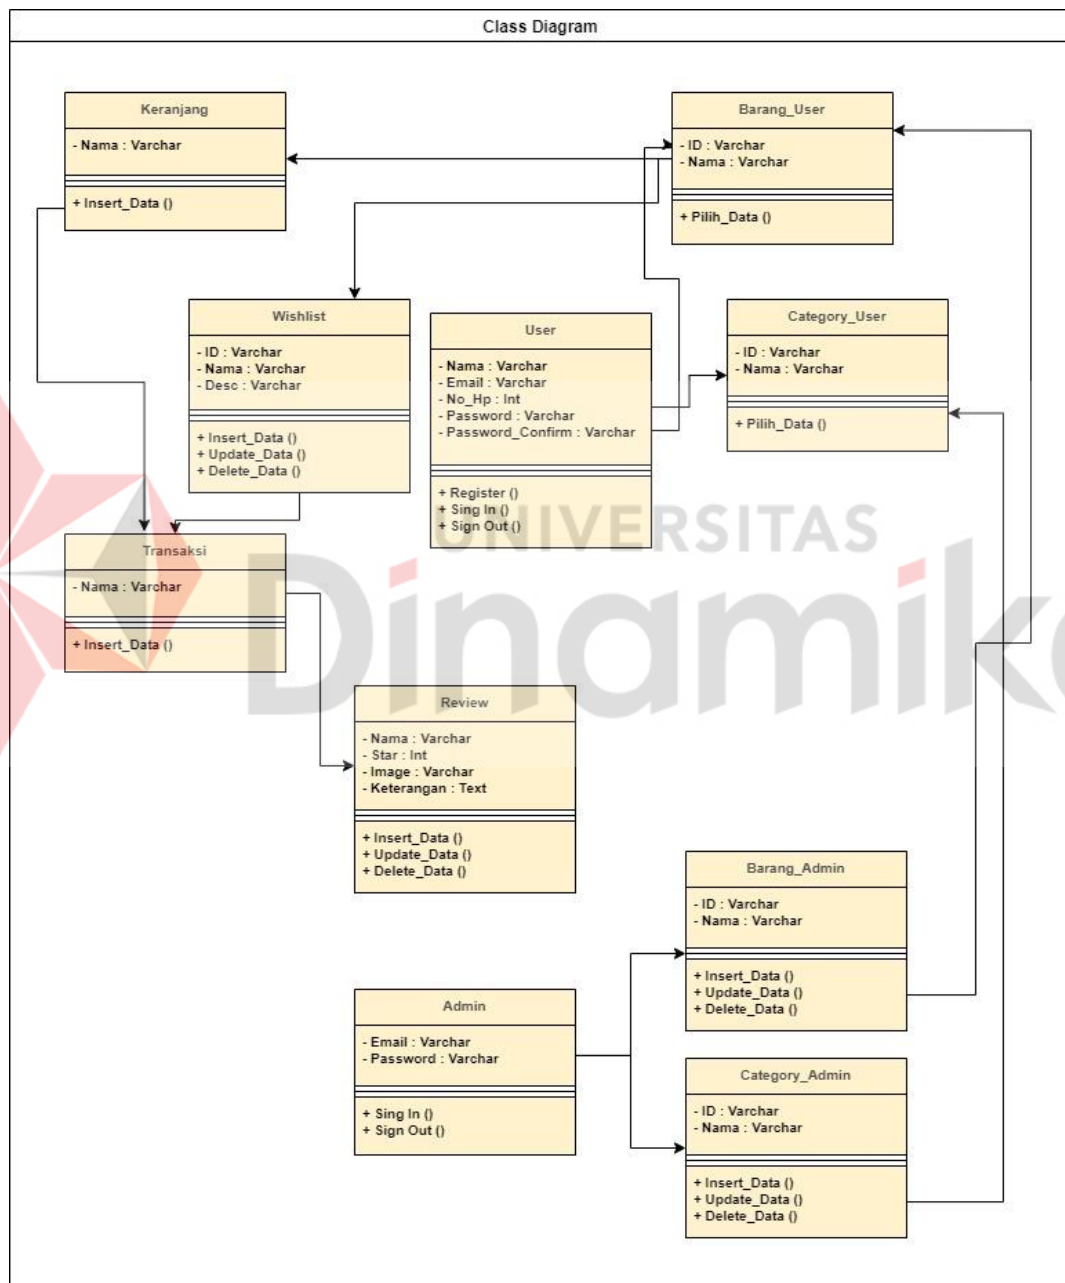 Class Diagram
Keranjang
- Nama : Varchar
+ Insert_Data ()
Barang_User
- ID : Varchar
- Nama : Varchar
+ Pilih_Data ()
Wishlist
- ID : Varchar
- Nama : Varchar
- Desc : Varchar
+ Insert_Data ()
+ Update_Data ()
+ Delete_Data ()
User
- Nama : Varchar
- Email : Varchar
- No_Hp : Int
- Password : Varchar
- Password_Confirm : Varchar
+ Register ()
+ Sing In ()
+ Sign Out ()
Category_User
- ID : Varchar
- Nama : Varchar
+ Pilih_Data ()
UNIVERSITAS
Dinamika
Transaksi
- Nama : Varchar
+ Insert_Data ()
Review
- Nama : Varchar
- Star : Int
- Image : Varchar
- Keterangan : Text
+ Insert_Data ()
+ Update_Data ()
+ Delete_Data ()
Barang_Admin
- ID : Varchar
- Nama : Varchar
+ Insert_Data ()
+ Update_Data ()
+ Delete_Data ()
Admin
- Email : Varchar
- Password : Varchar
+ Sing In ()
+ Sign Out ()
Category_Admin
- ID : Varchar
- Nama : Varchar
+ Insert_Data ()
+ Update_Data ()
+ Delete_Data ()